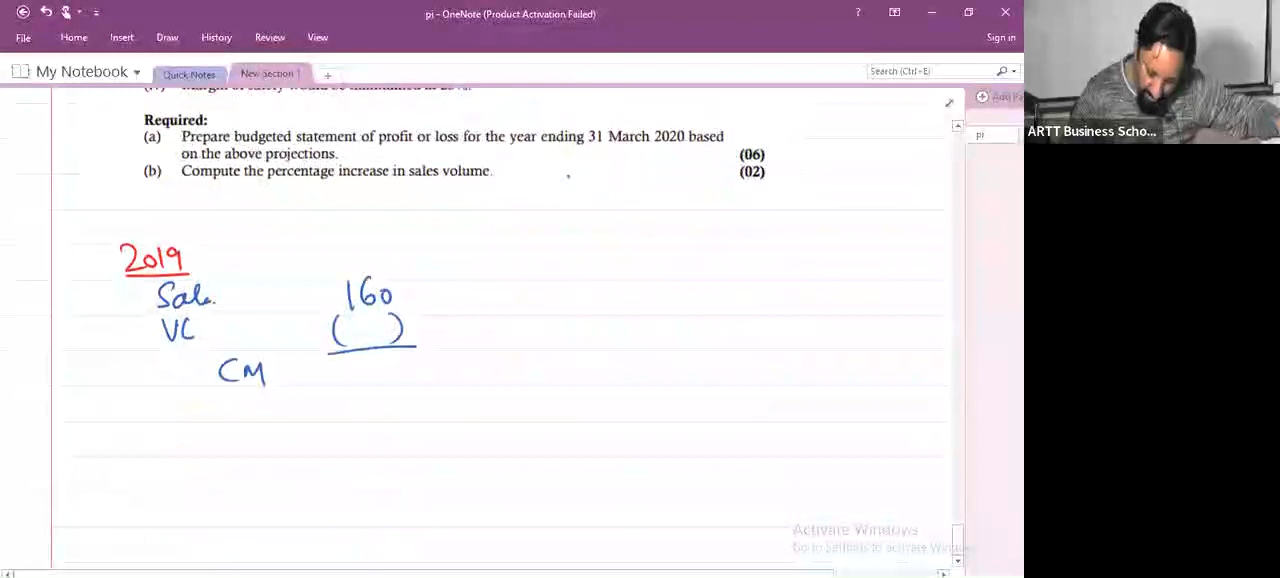 pi - OneNote (Product Activation Failed)
?
File Home Insert Draw History Review View
Sign in
My Notebook
Quick Notes
New Section 1
+
Search (Ctrl+E)
Required:
(a) Prepare budgeted statement of profit or loss for the year ending 31 March 2020 based
on the above projections. (06)
(b) Compute the percentage increase in sales volume. (02)
2019
Sale. 160
VC ( )
CM
pi
ARTT Business Scho...
Activate Windows
Go to Settings to activate Windo